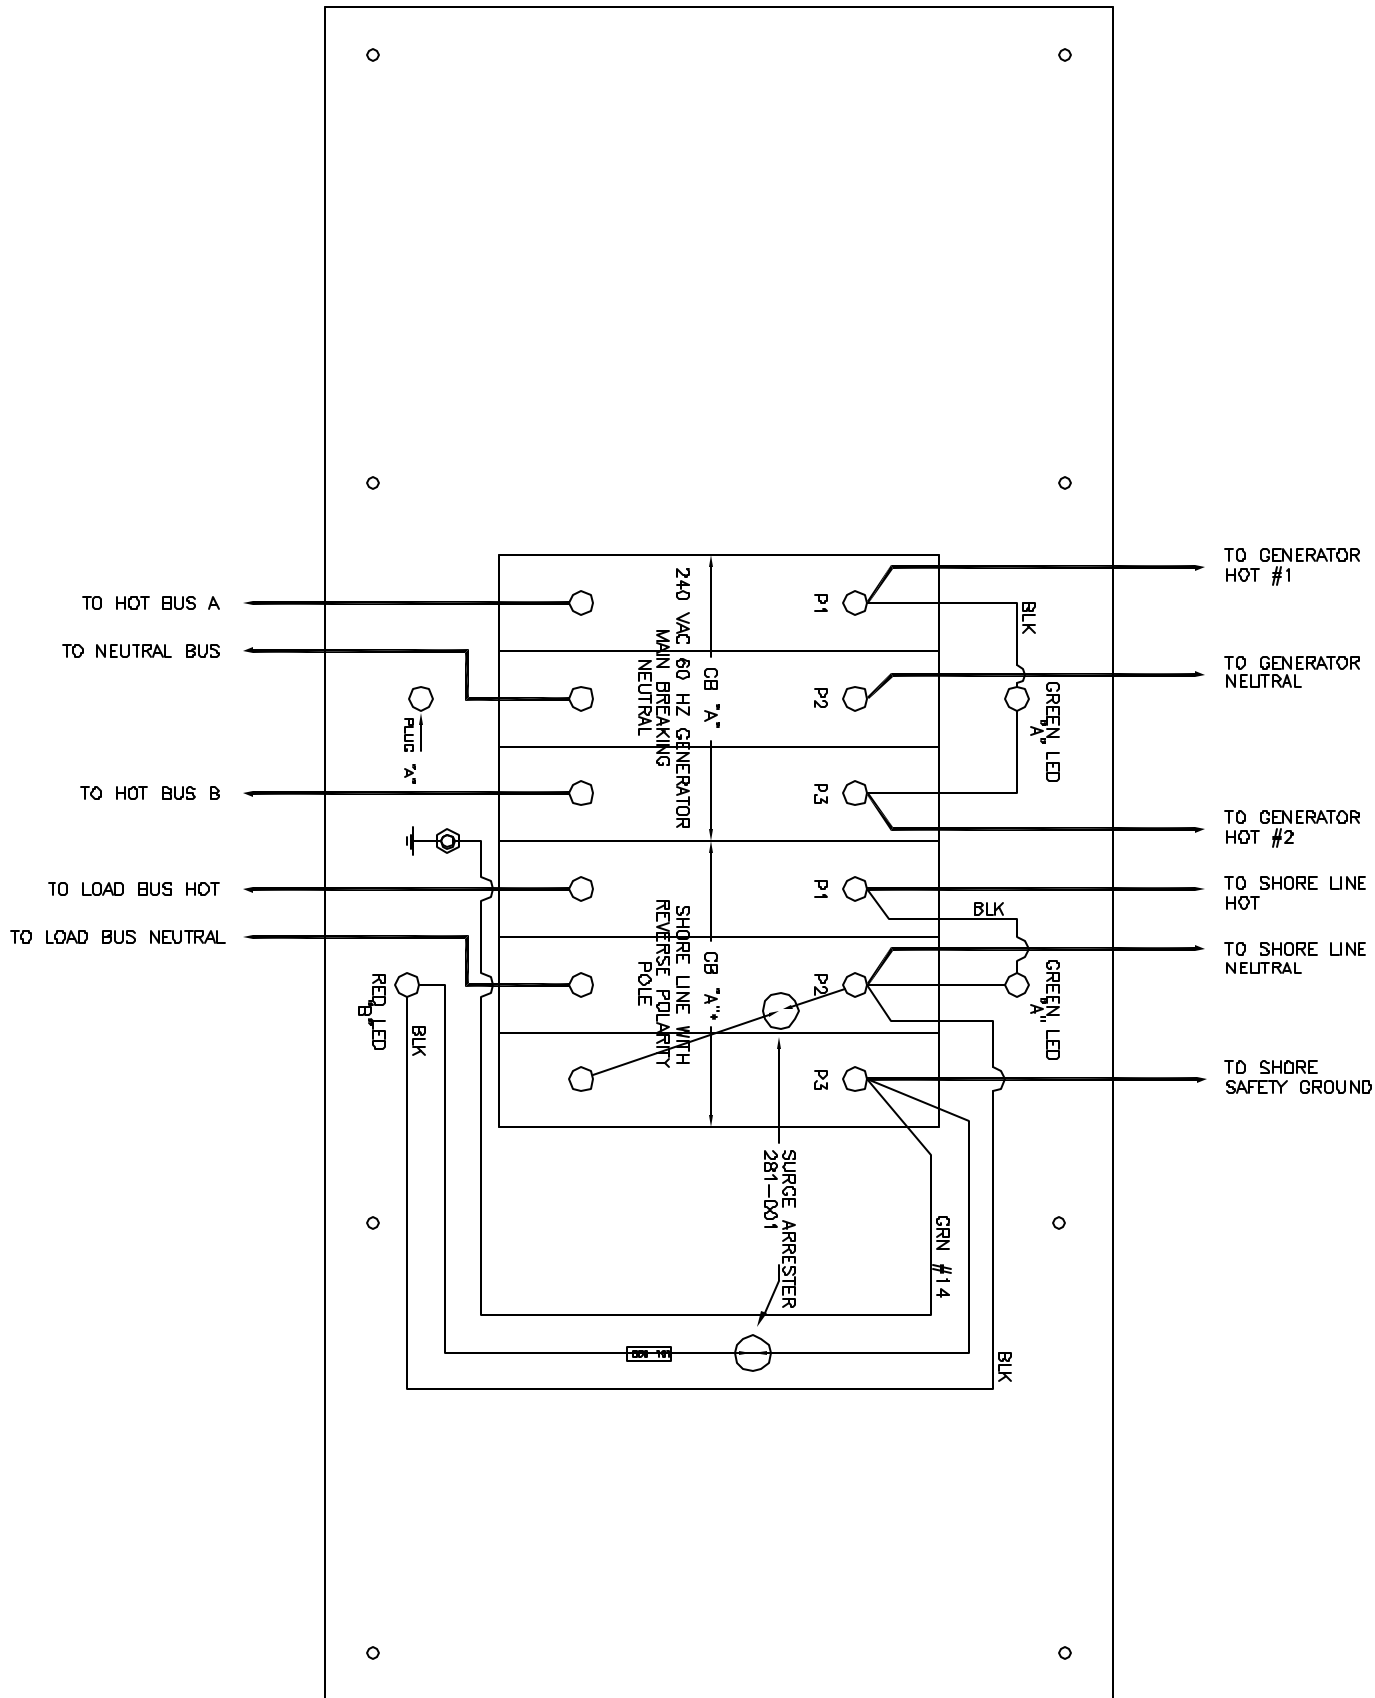 TO GENERATOR
HOT #1
TO HOT BUS A
P1
BLK
240 VAC 60 HZ GENERATOR
MAIN BREAKING
NEUTRAL
CB "A"
TO NEUTRAL BUS
TO GENERATOR
NEUTRAL
P2
GREEN LED
"A"
PLUG "A"
TO HOT BUS B
P3
TO GENERATOR
HOT #2
TO LOAD BUS HOT
P1
BLK
TO SHORE LINE
HOT
TO LOAD BUS NEUTRAL
SHORE LINE WITH
REVERSE POLARITY
POLE
CB "A"+
P2
TO SHORE LINE
NEUTRAL
GREEN LED
"A"
RED LED
"B"
BLK
P3
TO SHORE
SAFETY GROUND
SURGE ARRESTER
281-001
GRN #14
BLK